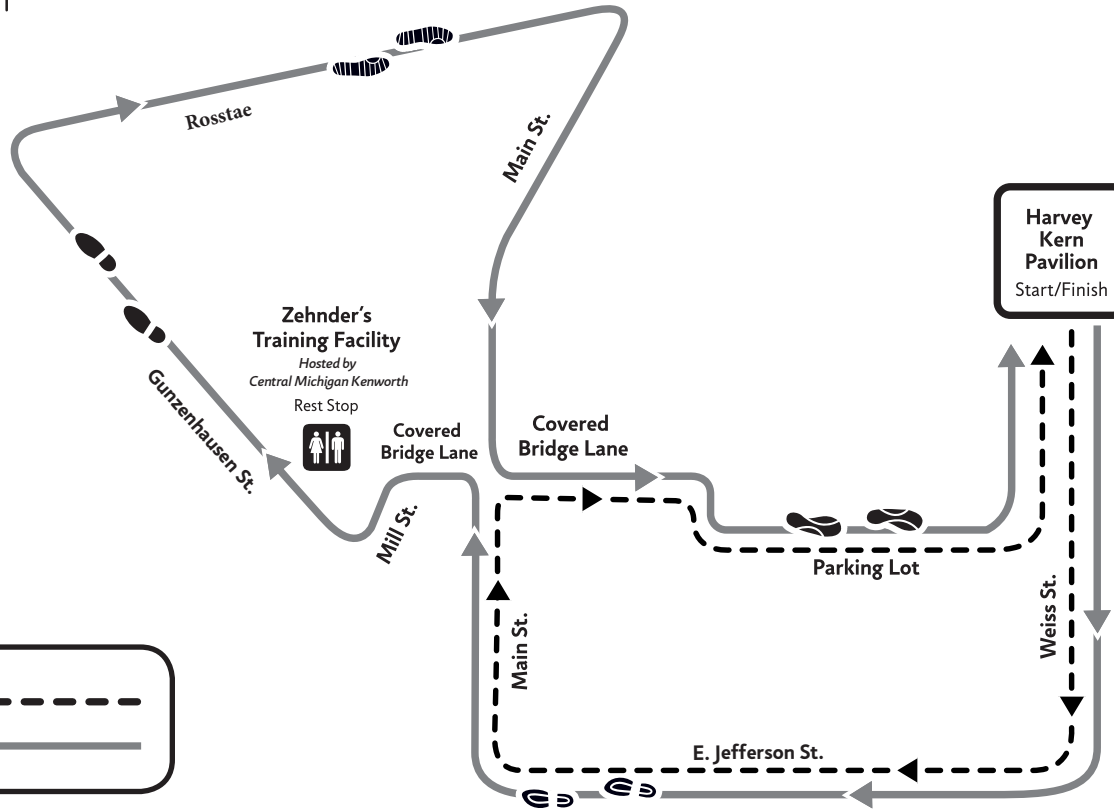 Rosstae
Main St.
Harvey
Kern
Pavilion
Start/Finish
Zehnder's
Training Facility
Hosted by
Central Michigan Kenworth
Rest Stop
Gunzenhausen St.
Covered
Bridge Lane
Covered
Bridge Lane
Mill St.
Parking Lot
Main St.
Weiss St.
E. Jefferson St.